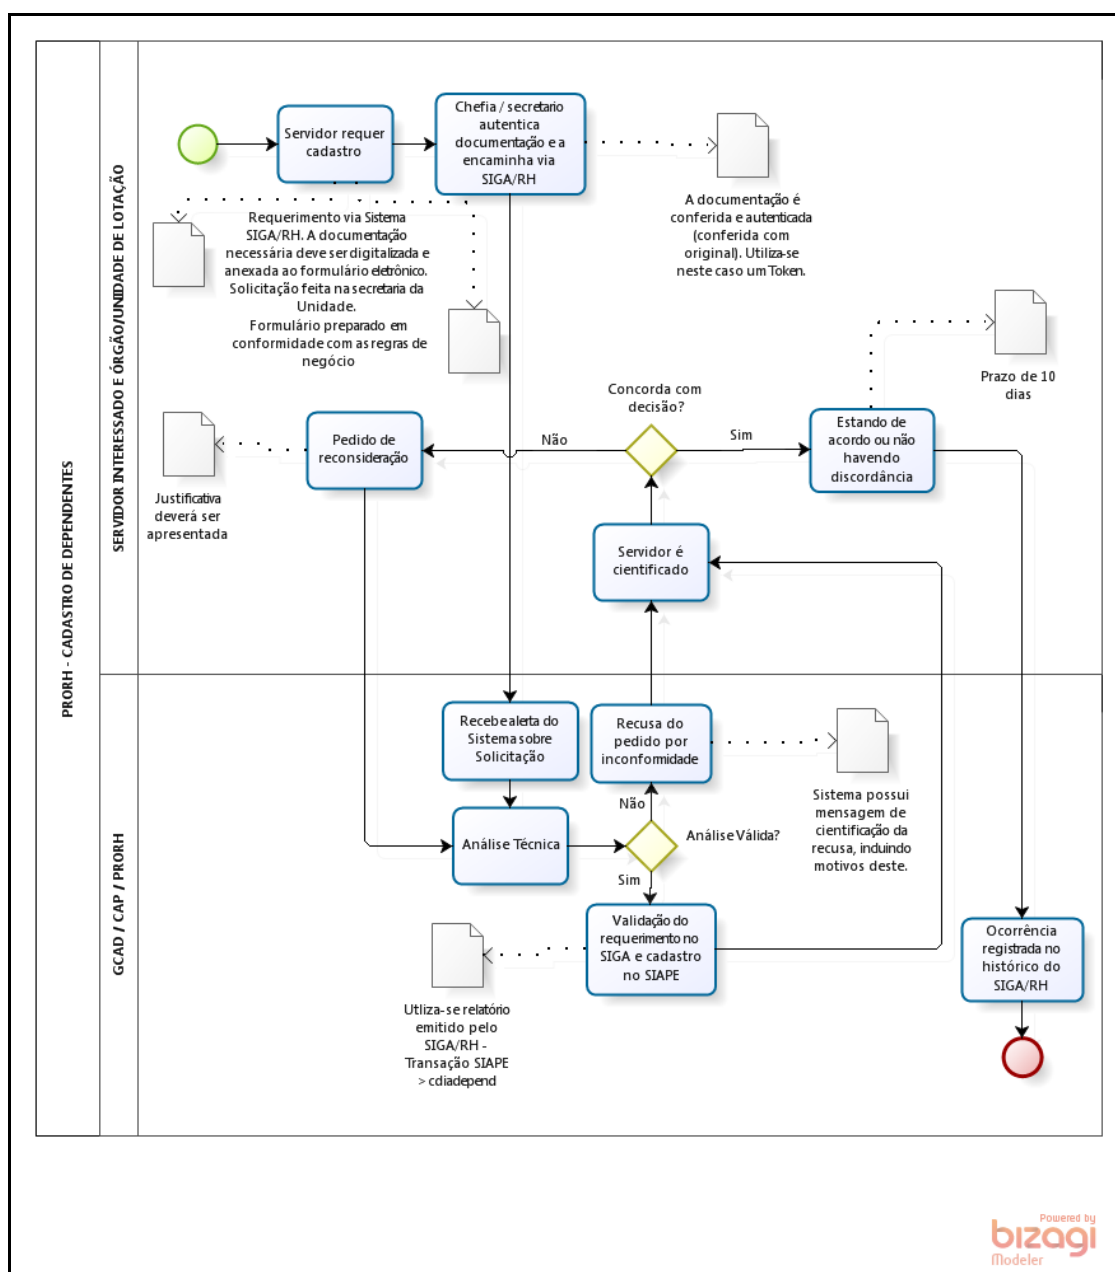 PRORH - CADASTRO DE DEPENDENTES
SERVIDOR INTERESSADO E ÓRGÃO/UNIDADE DE LOTAÇÃO
Servidor requer
cadastro
Chefia / secretario
autentica
documentação e a
encaminha via
SIGA/RH
A documentação é
conferida e autenticada
(conferida com
original). Utiliza-se
neste caso um Token.
Requerimento via Sistema
SIGA/RH. A documentação
necessária deve ser digitalizada e
anexada ao formulário eletrônico.
Solicitação feita na secretaria da
Unidade.
Formulário preparado em
conformidade com as regras de
negócio
Prazo de 10
dias
Concorda com
decisão?
Não
Sim
Pedido de
reconsideração
Estando de
acordo ou não
havendo
discordância
Justificativa
deverá ser
apresentada
Servidor é
cientificado
GCAD / CAP / PRORH
Recebe alerta do
Sistema sobre
Solicitação
Recusa do
pedido por
inconformidade
Sistema possui
mensagem de
cientificação da
recusa, incluindo
motivos deste.
Não
Análise Técnica
Análise Válida?
Sim
Validação do
requerimento no
SIGA e cadastro
no SIAPE
Utliza-se relatório
emitido pelo
SIGA/RH -
Transação SIAPE
> cdiadepend
Ocorrência
registrada no
histórico do
SIGA/RH
Powered by
bizagi
Modeler